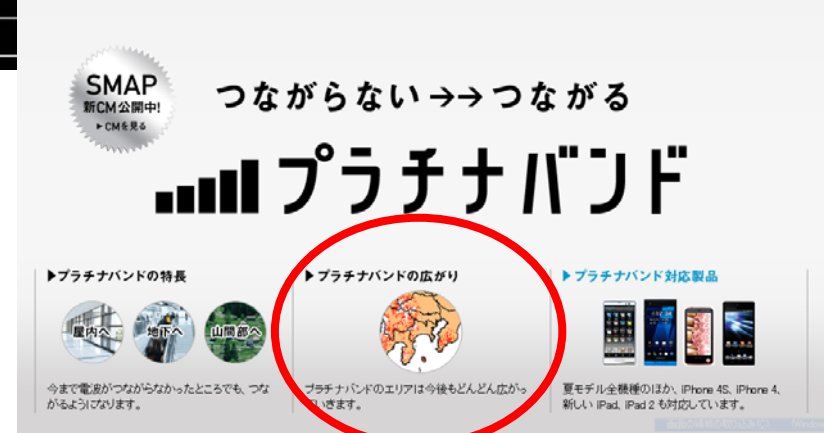 SMAP
新CM公開中!
▶CMを見る
つながらない→→つながる
プラチナバンド
▶プラチナバンドの特長
屋内へ
地下へ
山間部へ
今まで電波がつながらなかったところでも、つな
がるようになります。
▶プラチナバンドの広がり
プラチナバンドのエリアは今後もどんどん広がっ
ていきます。
▶プラチナバンド対応製品
夏モデル全機種のほか、iPhone 4S、iPhone 4、
新しい iPad、iPad 2 も対応しています。